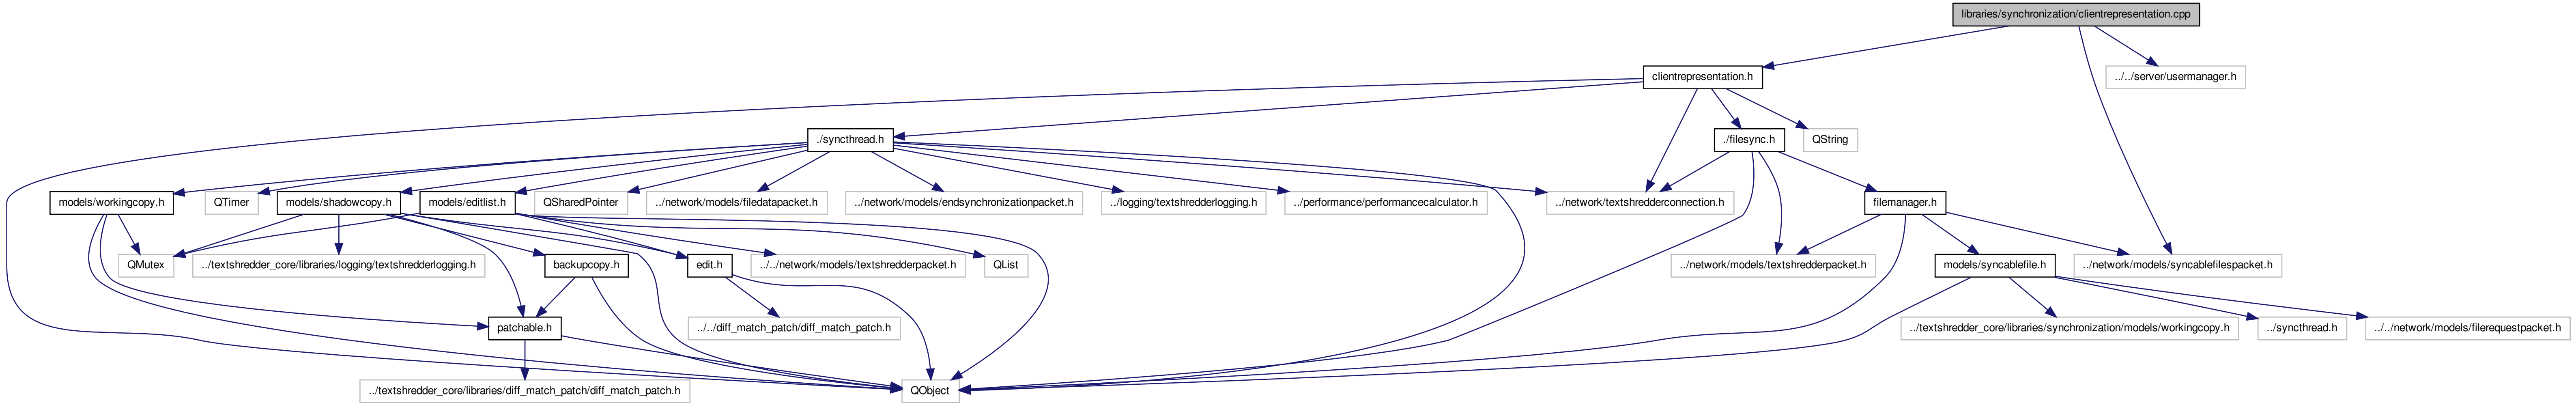 libraries/synchronization/clientrepresentation.cpp
clientrepresentation.h
../../server/usermanager.h
./syncthread.h
./filesync.h
QString
models/workingcopy.h
QTimer
models/shadowcopy.h
models/editlist.h
QSharedPointer
../network/models/filedatapacket.h
../network/models/endsynchronizationpacket.h
../logging/textshredderlogging.h
../performance/performancecalculator.h
../network/textshredderconnection.h
filemanager.h
QMutex
../textshredder_core/libraries/logging/textshredderlogging.h
backupcopy.h
edit.h
../../network/models/textshredderpacket.h
QList
../network/models/textshredderpacket.h
models/syncablefile.h
../network/models/syncablefilespacket.h
patchable.h
../../diff_match_patch/diff_match_patch.h
../textshredder_core/libraries/synchronization/models/workingcopy.h
../syncthread.h
../../network/models/filerequestpacket.h
../textshredder_core/libraries/diff_match_patch/diff_match_patch.h
QObject